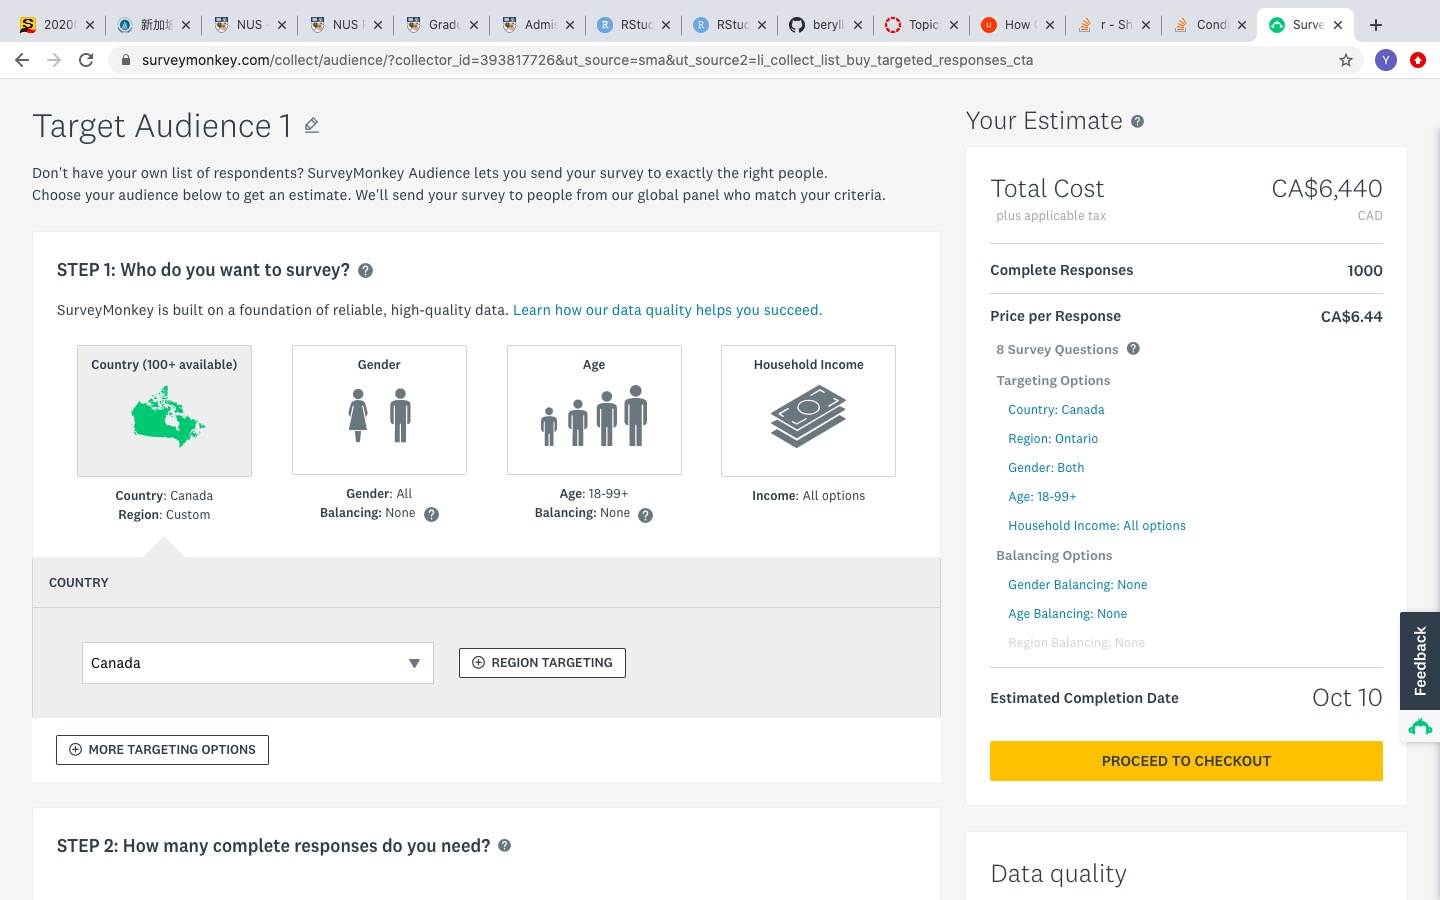 2020
新加坡
NUS -
NUS F
Gradu
Admi
RStud
RStud
beryll
Topic
How
r - Sh
Cond
Surve
surveymonkey.com/collect/audience/?collector_id=393817726&ut_source=sma&ut_source2=li_collect_list_buy_targeted_responses_cta
Y
Target Audience 1
Don't have your own list of respondents? SurveyMonkey Audience lets you send your survey to exactly the right people.
Choose your audience below to get an estimate. We'll send your survey to people from our global panel who match your criteria.
STEP 1: Who do you want to survey?
SurveyMonkey is built on a foundation of reliable, high-quality data. Learn how our data quality helps you succeed.
Country (100+ available)
Country: Canada
Region: Custom
Gender
Gender: All
Balancing: None
Age
Age: 18-99+
Balancing: None
Household Income
Income: All options
COUNTRY
Canada
REGION TARGETING
MORE TARGETING OPTIONS
STEP 2: How many complete responses do you need?
Your Estimate
Total Cost CA$6,440
plus applicable tax CAD
Complete Responses 1000
Price per Response CA$6.44
8 Survey Questions
Targeting Options
Country: Canada
Region: Ontario
Gender: Both
Age: 18-99+
Household Income: All options
Balancing Options
Gender Balancing: None
Age Balancing: None
Region Balancing: None
Estimated Completion Date Oct 10
PROCEED TO CHECKOUT
Data quality
Feedback